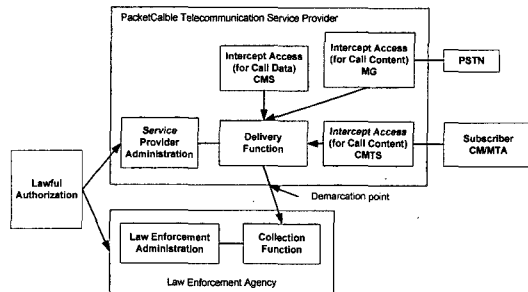 PacketCalble Telecommunication Service Provider
Intercept Access
(for Call Data)
CMS
Intercept Access
(for Call Content)
MG
PSTN
Service
Provider
Administration
Delivery
Function
Intercept Access
(for Call Content)
CMTS
Subscriber
CM/MTA
Lawful
Authorization
Demarcation point
Law Enforcement
Administration
Collection
Function
Law Enforcement Agency